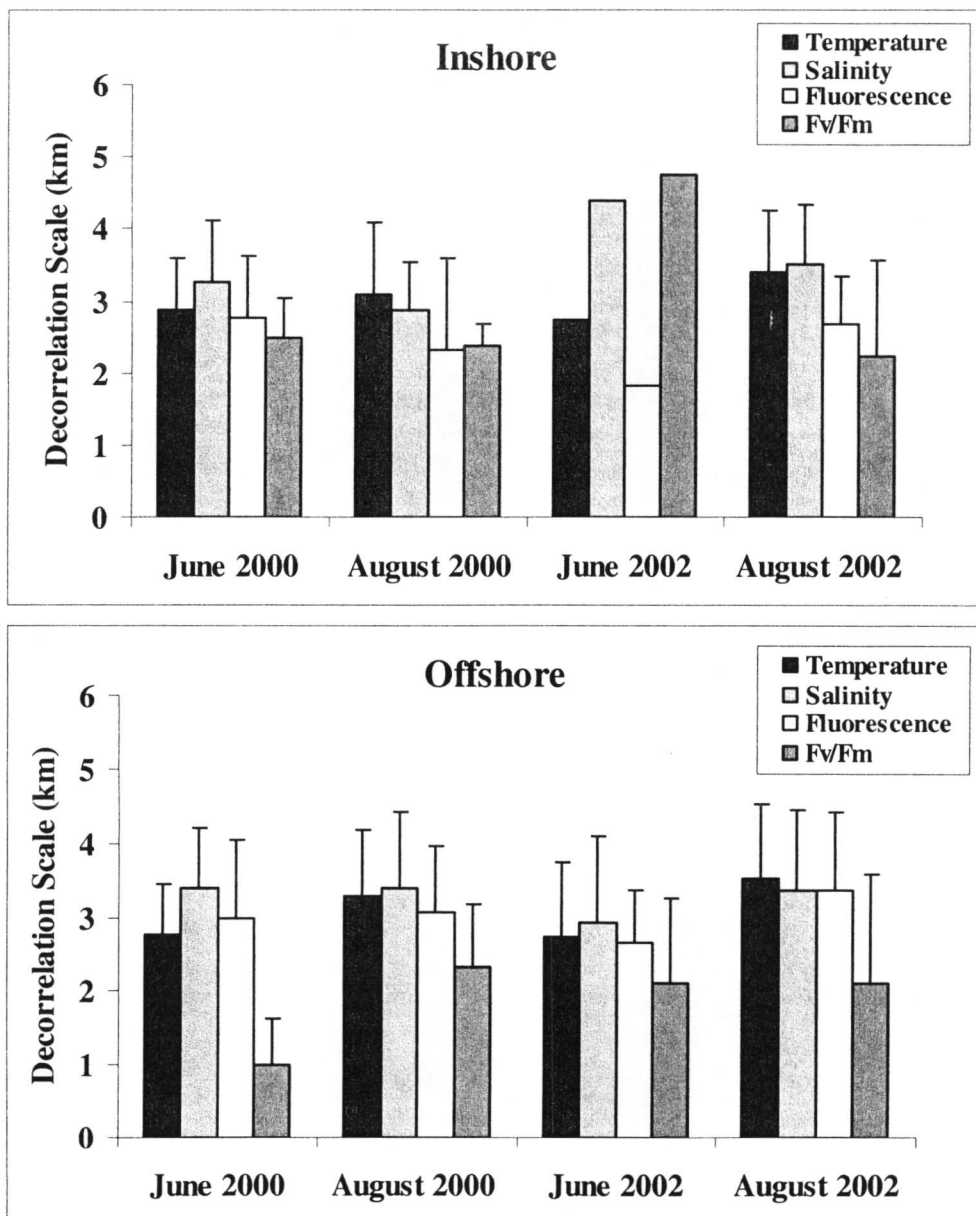 Inshore
Temperature
Salinity
Fluorescence
Fv/Fm
Decorrelation Scale (km)
6
5
4
3
2
1
0
June 2000 August 2000 June 2002 August 2002
Offshore
Temperature
Salinity
Fluorescence
Fv/Fm
Decorrelation Scale (km)
6
5
4
3
2
1
0
June 2000 August 2000 June 2002 August 2002